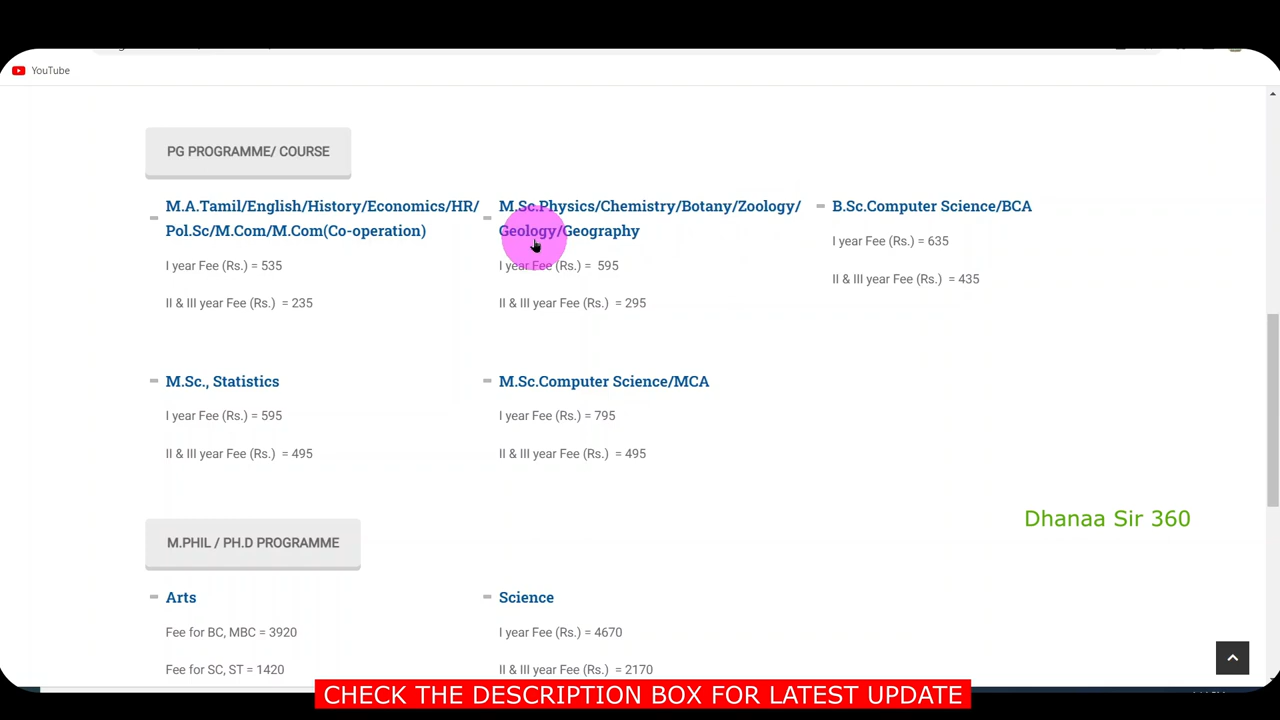 YouTube
PG PROGRAMME/ COURSE
M.A.Tamil/English/History/Economics/HR/
Pol.Sc/M.Com/M.Com(Co-operation)
I year Fee (Rs.) = 535
II & III year Fee (Rs.) = 235
M.Sc.Physics/Chemistry/Botany/Zoology/
Geology/Geography
I year Fee (Rs.) = 595
II & III year Fee (Rs.) = 295
B.Sc.Computer Science/BCA
I year Fee (Rs.) = 635
II & III year Fee (Rs.) = 435
M.Sc., Statistics
I year Fee (Rs.) = 595
II & III year Fee (Rs.) = 495
M.Sc.Computer Science/MCA
I year Fee (Rs.) = 795
II & III year Fee (Rs.) = 495
Dhanaa Sir 360
M.PHIL / PH.D PROGRAMME
Arts
Fee for BC, MBC = 3920
Fee for SC, ST = 1420
Science
I year Fee (Rs.) = 4670
II & III year Fee (Rs.) = 2170
CHECK THE DESCRIPTION BOX FOR LATEST UPDATE